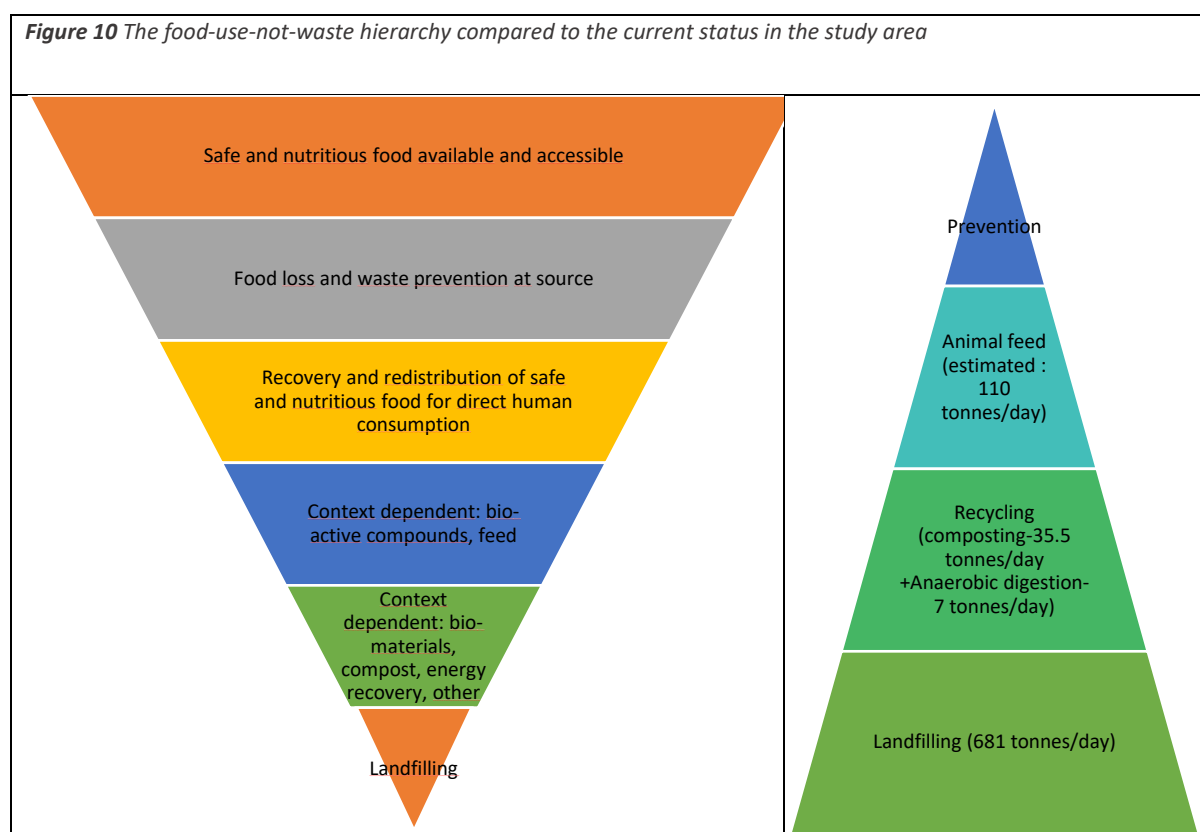 Figure 10 The food-use-not-waste hierarchy compared to the current status in the study area
Safe and nutritious food available and accessible
Food loss and waste prevention at source
Recovery and redistribution of safe
and nutritious food for direct human
consumption
Context dependent: bio-
active compounds, feed
Context
dependent: bio-
materials,
compost, energy
recovery, other
Landfilling
Prevention
Animal feed
(estimated :
110
tonnes/day)
Recycling
(composting-35.5
tonnes/day
+Anaerobic digestion-
7 tonnes/day)
Landfilling (681 tonnes/day)